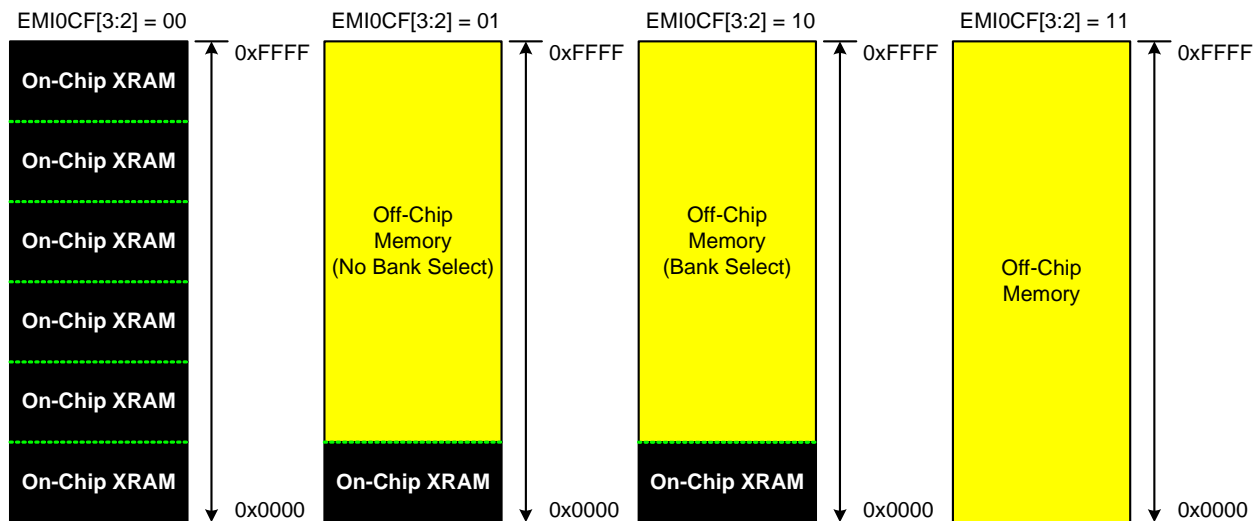 EMI0CF[3:2] = 00
EMI0CF[3:2] = 01
EMI0CF[3:2] = 10
EMI0CF[3:2] = 11
0xFFFF
0xFFFF
0xFFFF
0xFFFF
On-Chip XRAM
On-Chip XRAM
On-Chip XRAM
On-Chip XRAM
On-Chip XRAM
On-Chip XRAM
Off-Chip
Memory
(No Bank Select)
On-Chip XRAM
Off-Chip
Memory
(Bank Select)
On-Chip XRAM
Off-Chip
Memory
0x0000
0x0000
0x0000
0x0000